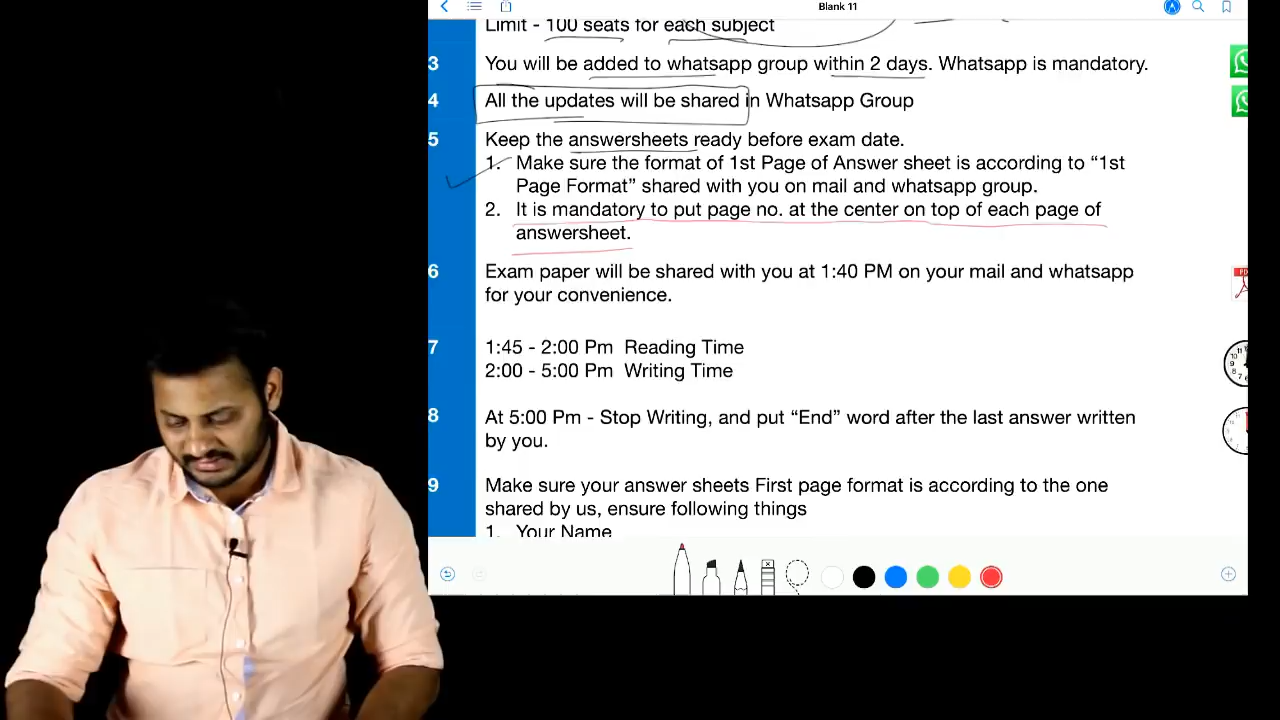 Blank 11
Limit - 100 seats for each subject
3 You will be added to whatsapp group within 2 days. Whatsapp is mandatory.
4 All the updates will be shared in Whatsapp Group
5 Keep the answersheets ready before exam date.
1. Make sure the format of 1st Page of Answer sheet is according to “1st
Page Format” shared with you on mail and whatsapp group.
2. It is mandatory to put page no. at the center on top of each page of
answersheet.
6 Exam paper will be shared with you at 1:40 PM on your mail and whatsapp
for your convenience.
7 1:45 - 2:00 Pm Reading Time
2:00 - 5:00 Pm Writing Time
8 At 5:00 Pm - Stop Writing, and put “End” word after the last answer written
by you.
9 Make sure your answer sheets First page format is according to the one
shared by us, ensure following things
1. Your Name